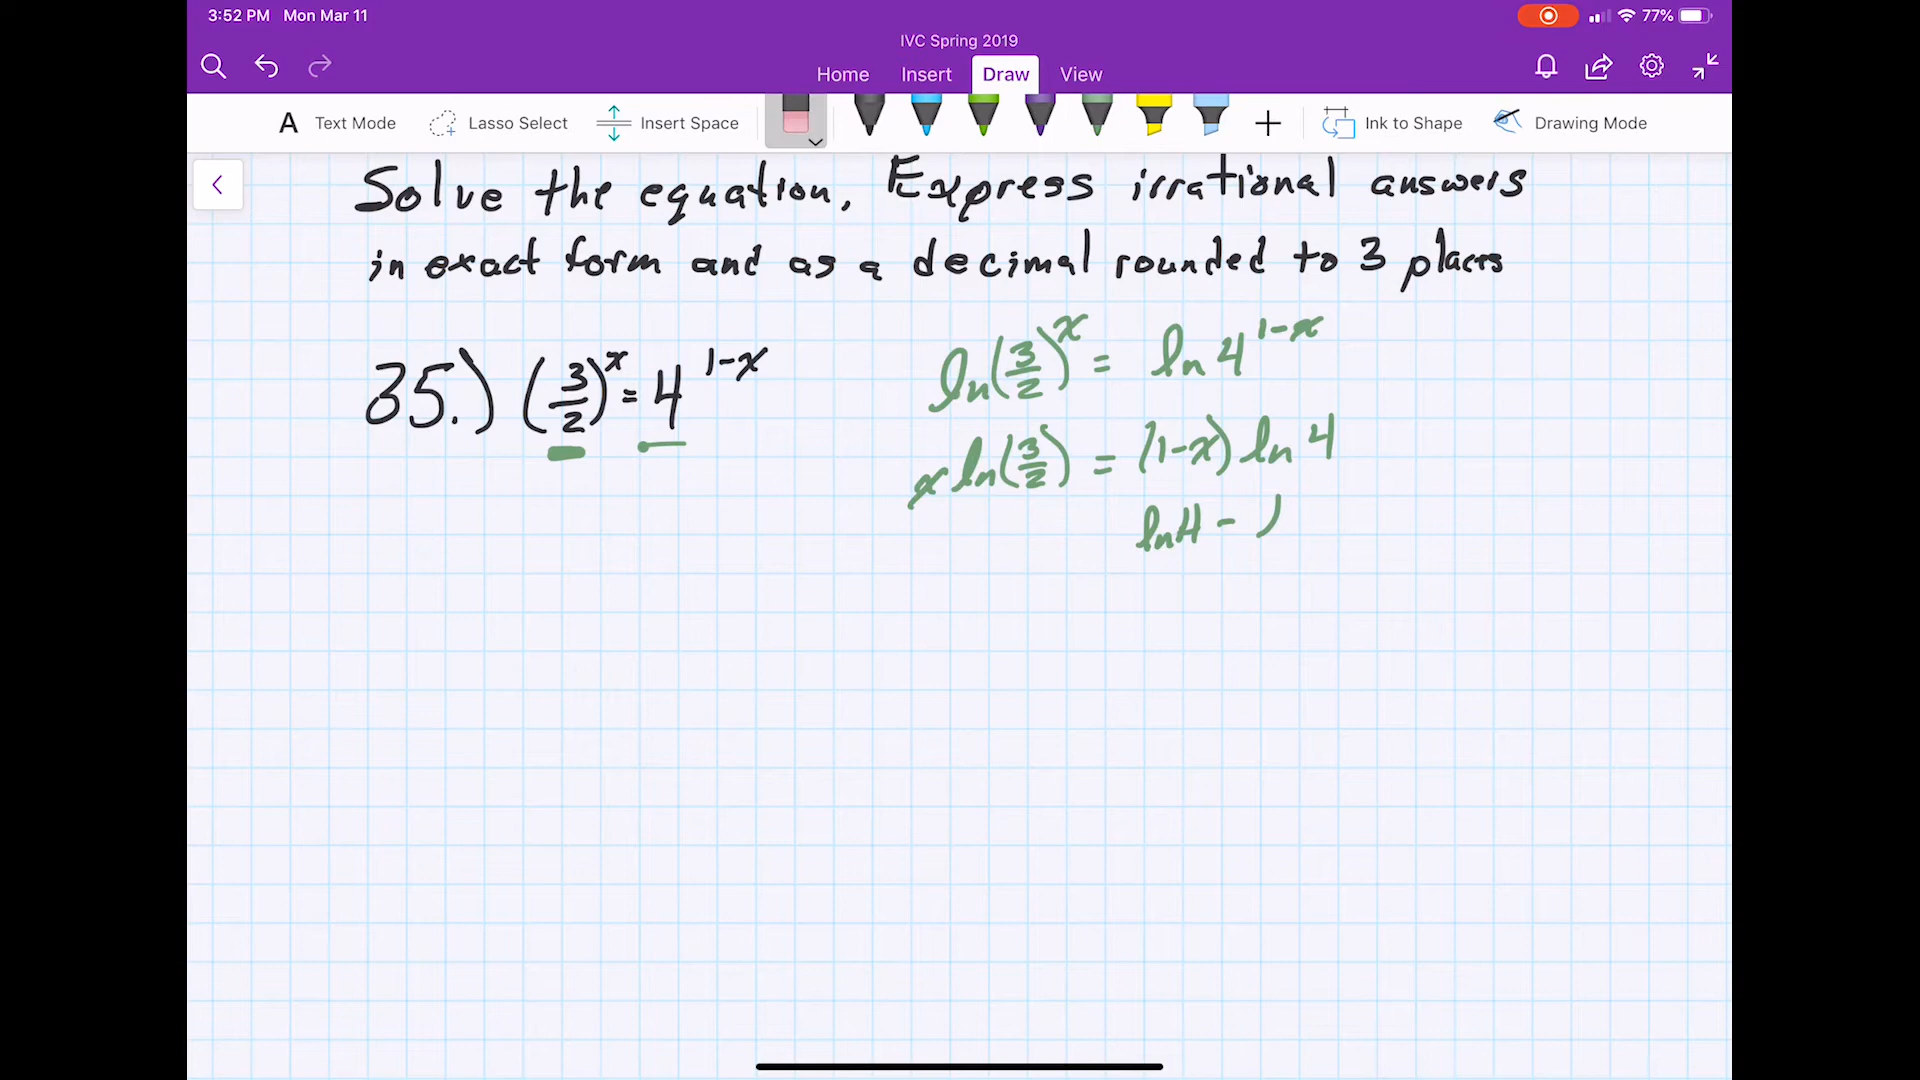 3:52 PM Mon Mar 11
77%
IVC Spring 2019
Home Insert Draw View
A Text Mode Lasso Select Insert Space Ink to Shape Drawing Mode
Solve the equation. Express irrational answers
in exact form and as a decimal rounded to 3 places
35.) (3/2)^x = 4^(1-x)
ln(3/2)^x = ln 4^(1-x)
x ln(3/2) = (1-x) ln 4
ln 4 - )